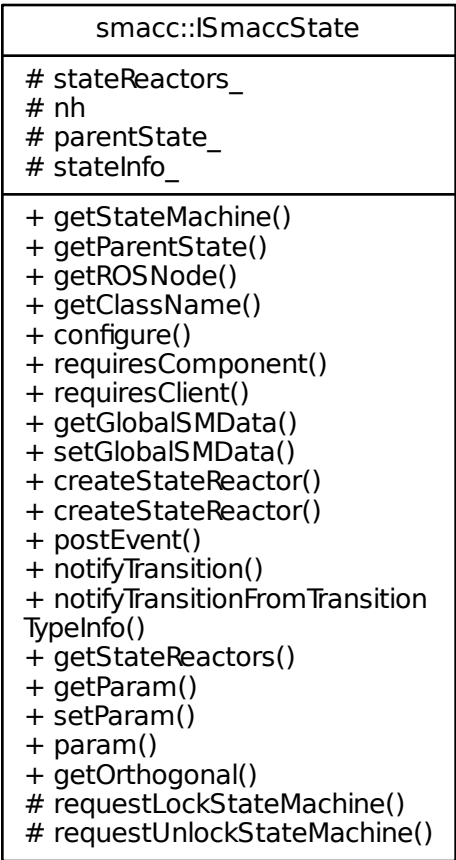 smacc::ISmaccState
# stateReactors_
# nh
# parentState_
# stateInfo_
+ getStateMachine()
+ getParentState()
+ getROSNode()
+ getClassName()
+ configure()
+ requiresComponent()
+ requiresClient()
+ getGlobalSMData()
+ setGlobalSMData()
+ createStateReactor()
+ createStateReactor()
+ postEvent()
+ notifyTransition()
+ notifyTransitionFromTransition
TypeInfo()
+ getStateReactors()
+ getParam()
+ setParam()
+ param()
+ getOrthogonal()
# requestLockStateMachine()
# requestUnlockStateMachine()